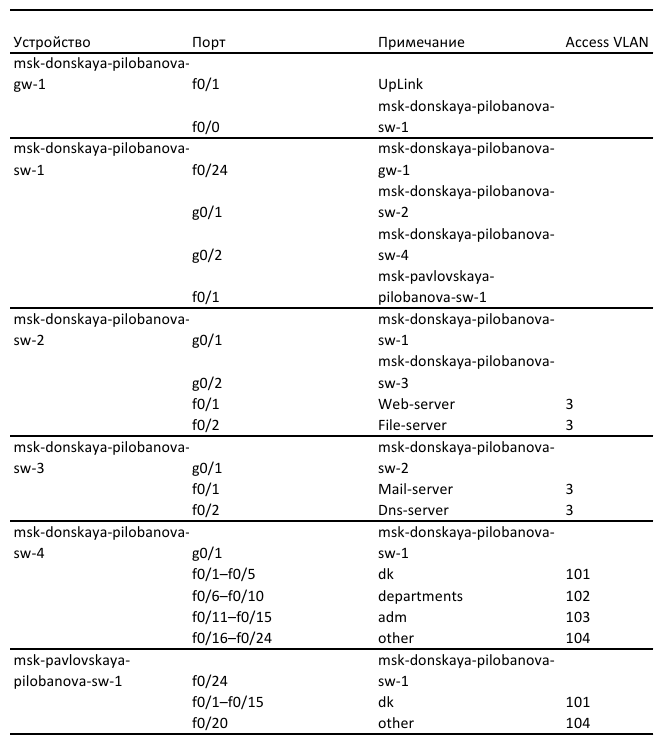 Устройство Порт Примечание Access VLAN
msk-donskaya-pilobanova-
gw-1 f0/1 UpLink
msk-donskaya-pilobanova-
f0/0 sw-1
msk-donskaya-pilobanova- msk-donskaya-pilobanova-
sw-1 f0/24 gw-1
msk-donskaya-pilobanova-
g0/1 sw-2
msk-donskaya-pilobanova-
g0/2 sw-4
msk-pavlovskaya-
f0/1 pilobanova-sw-1
msk-donskaya-pilobanova- msk-donskaya-pilobanova-
sw-2 g0/1 sw-1
msk-donskaya-pilobanova-
g0/2 sw-3
f0/1 Web-server 3
f0/2 File-server 3
msk-donskaya-pilobanova- msk-donskaya-pilobanova-
sw-3 g0/1 sw-2
f0/1 Mail-server 3
f0/2 Dns-server 3
msk-donskaya-pilobanova- msk-donskaya-pilobanova-
sw-4 g0/1 sw-1
f0/1–f0/5 dk 101
f0/6–f0/10 departments 102
f0/11–f0/15 adm 103
f0/16–f0/24 other 104
msk-pavlovskaya- msk-donskaya-pilobanova-
pilobanova-sw-1 f0/24 sw-1
f0/1–f0/15 dk 101
f0/20 other 104